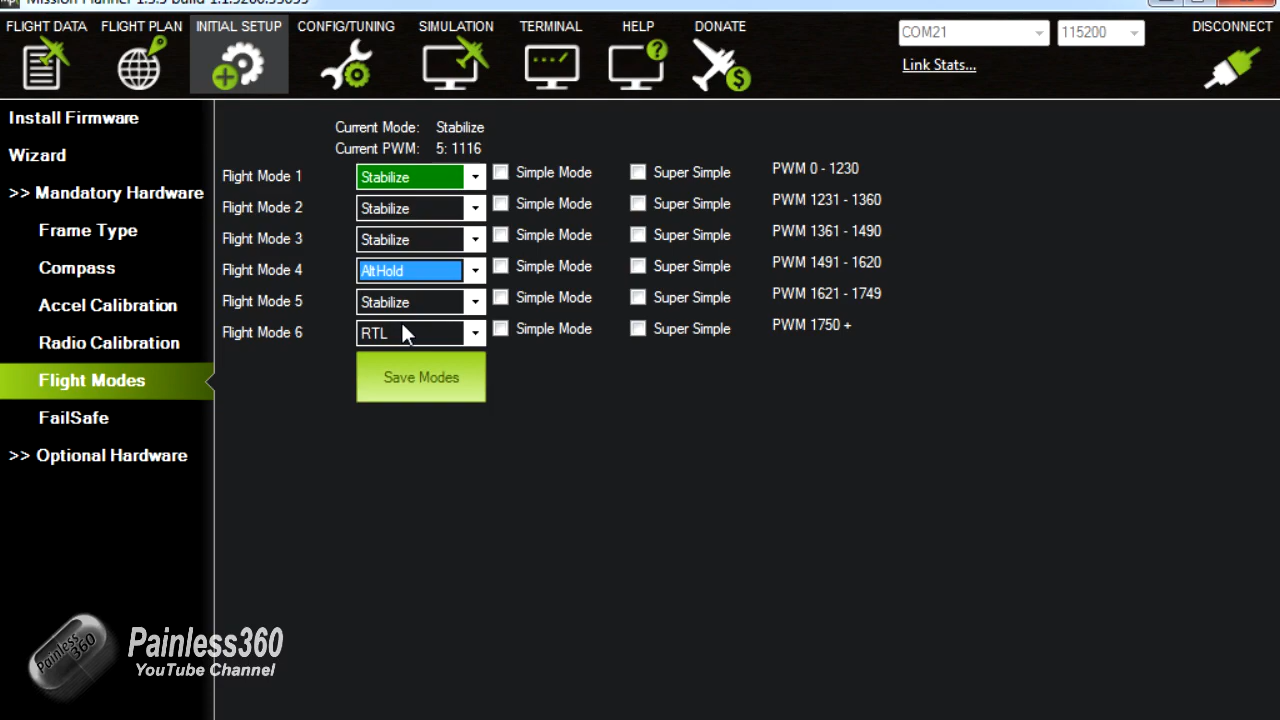 FLIGHT DATA FLIGHT PLAN INITIAL SETUP CONFIG/TUNING SIMULATION TERMINAL HELP DONATE COM21 115200 DISCONNECT
Link Stats...
Install Firmware
Wizard
>> Mandatory Hardware
Frame Type
Compass
Accel Calibration
Radio Calibration
Flight Modes
FailSafe
>> Optional Hardware
Current Mode: Stabilize
Current PWM: 5: 1116
Flight Mode 1 Stabilize Simple Mode Super Simple PWM 0 - 1230
Flight Mode 2 Stabilize Simple Mode Super Simple PWM 1231 - 1360
Flight Mode 3 Stabilize Simple Mode Super Simple PWM 1361 - 1490
Flight Mode 4 AltHold Simple Mode Super Simple PWM 1491 - 1620
Flight Mode 5 Stabilize Simple Mode Super Simple PWM 1621 - 1749
Flight Mode 6 RTL Simple Mode Super Simple PWM 1750 +
Save Modes
Painless360
Painless360
YouTube Channel